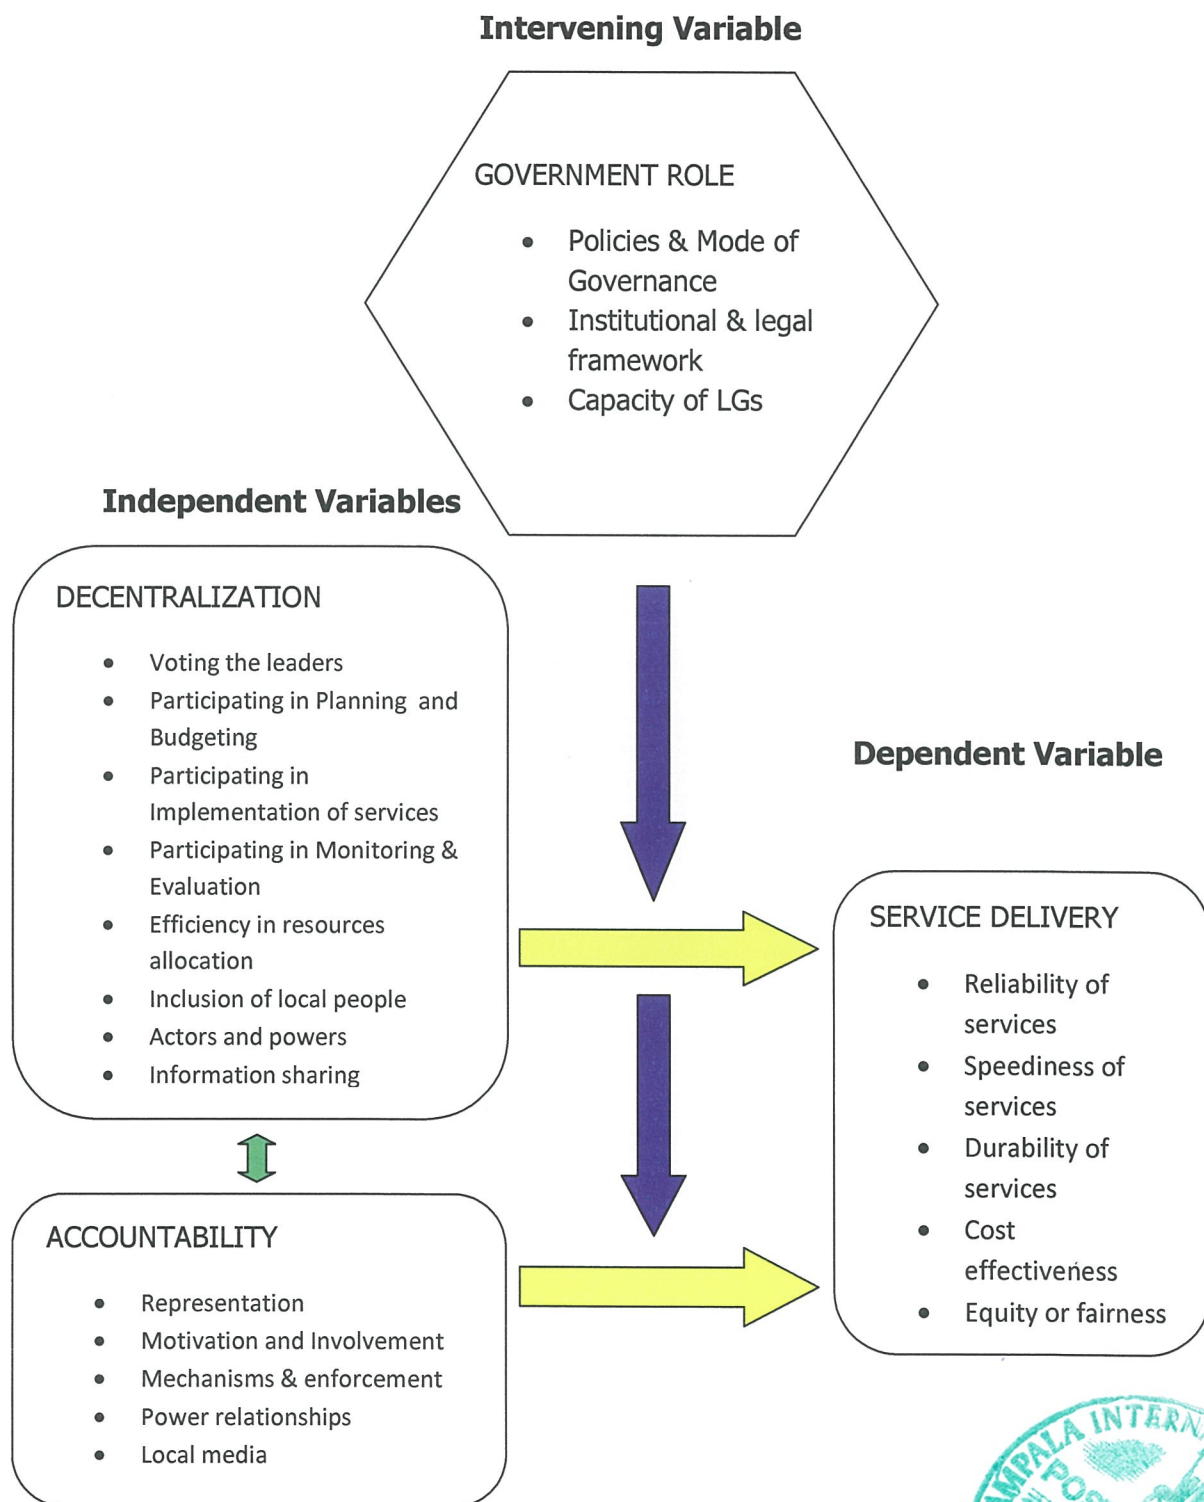 Intervening Variable
GOVERNMENT ROLE
• Policies & Mode of
Governance
• Institutional & legal
framework
• Capacity of LGs
Independent Variables
DECENTRALIZATION
• Voting the leaders
• Participating in Planning and
Budgeting
• Participating in
Implementation of services
• Participating in Monitoring &
Evaluation
• Efficiency in resources
allocation
• Inclusion of local people
• Actors and powers
• Information sharing
ACCOUNTABILITY
• Representation
• Motivation and Involvement
• Mechanisms & enforcement
• Power relationships
• Local media
Dependent Variable
SERVICE DELIVERY
• Reliability of
services
• Speediness of
services
• Durability of
services
• Cost
effectiveness
• Equity or fairness